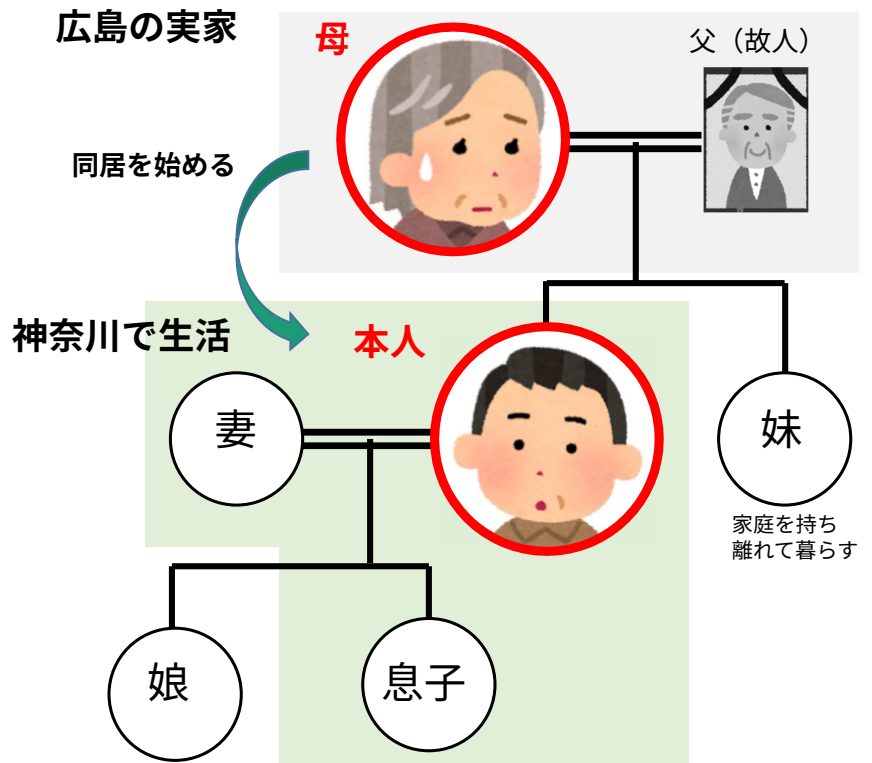 広島の実家
母
父（故人）
同居を始める
神奈川で生活
本人
妻
妹
家庭を持ち
離れて暮らす
娘
息子